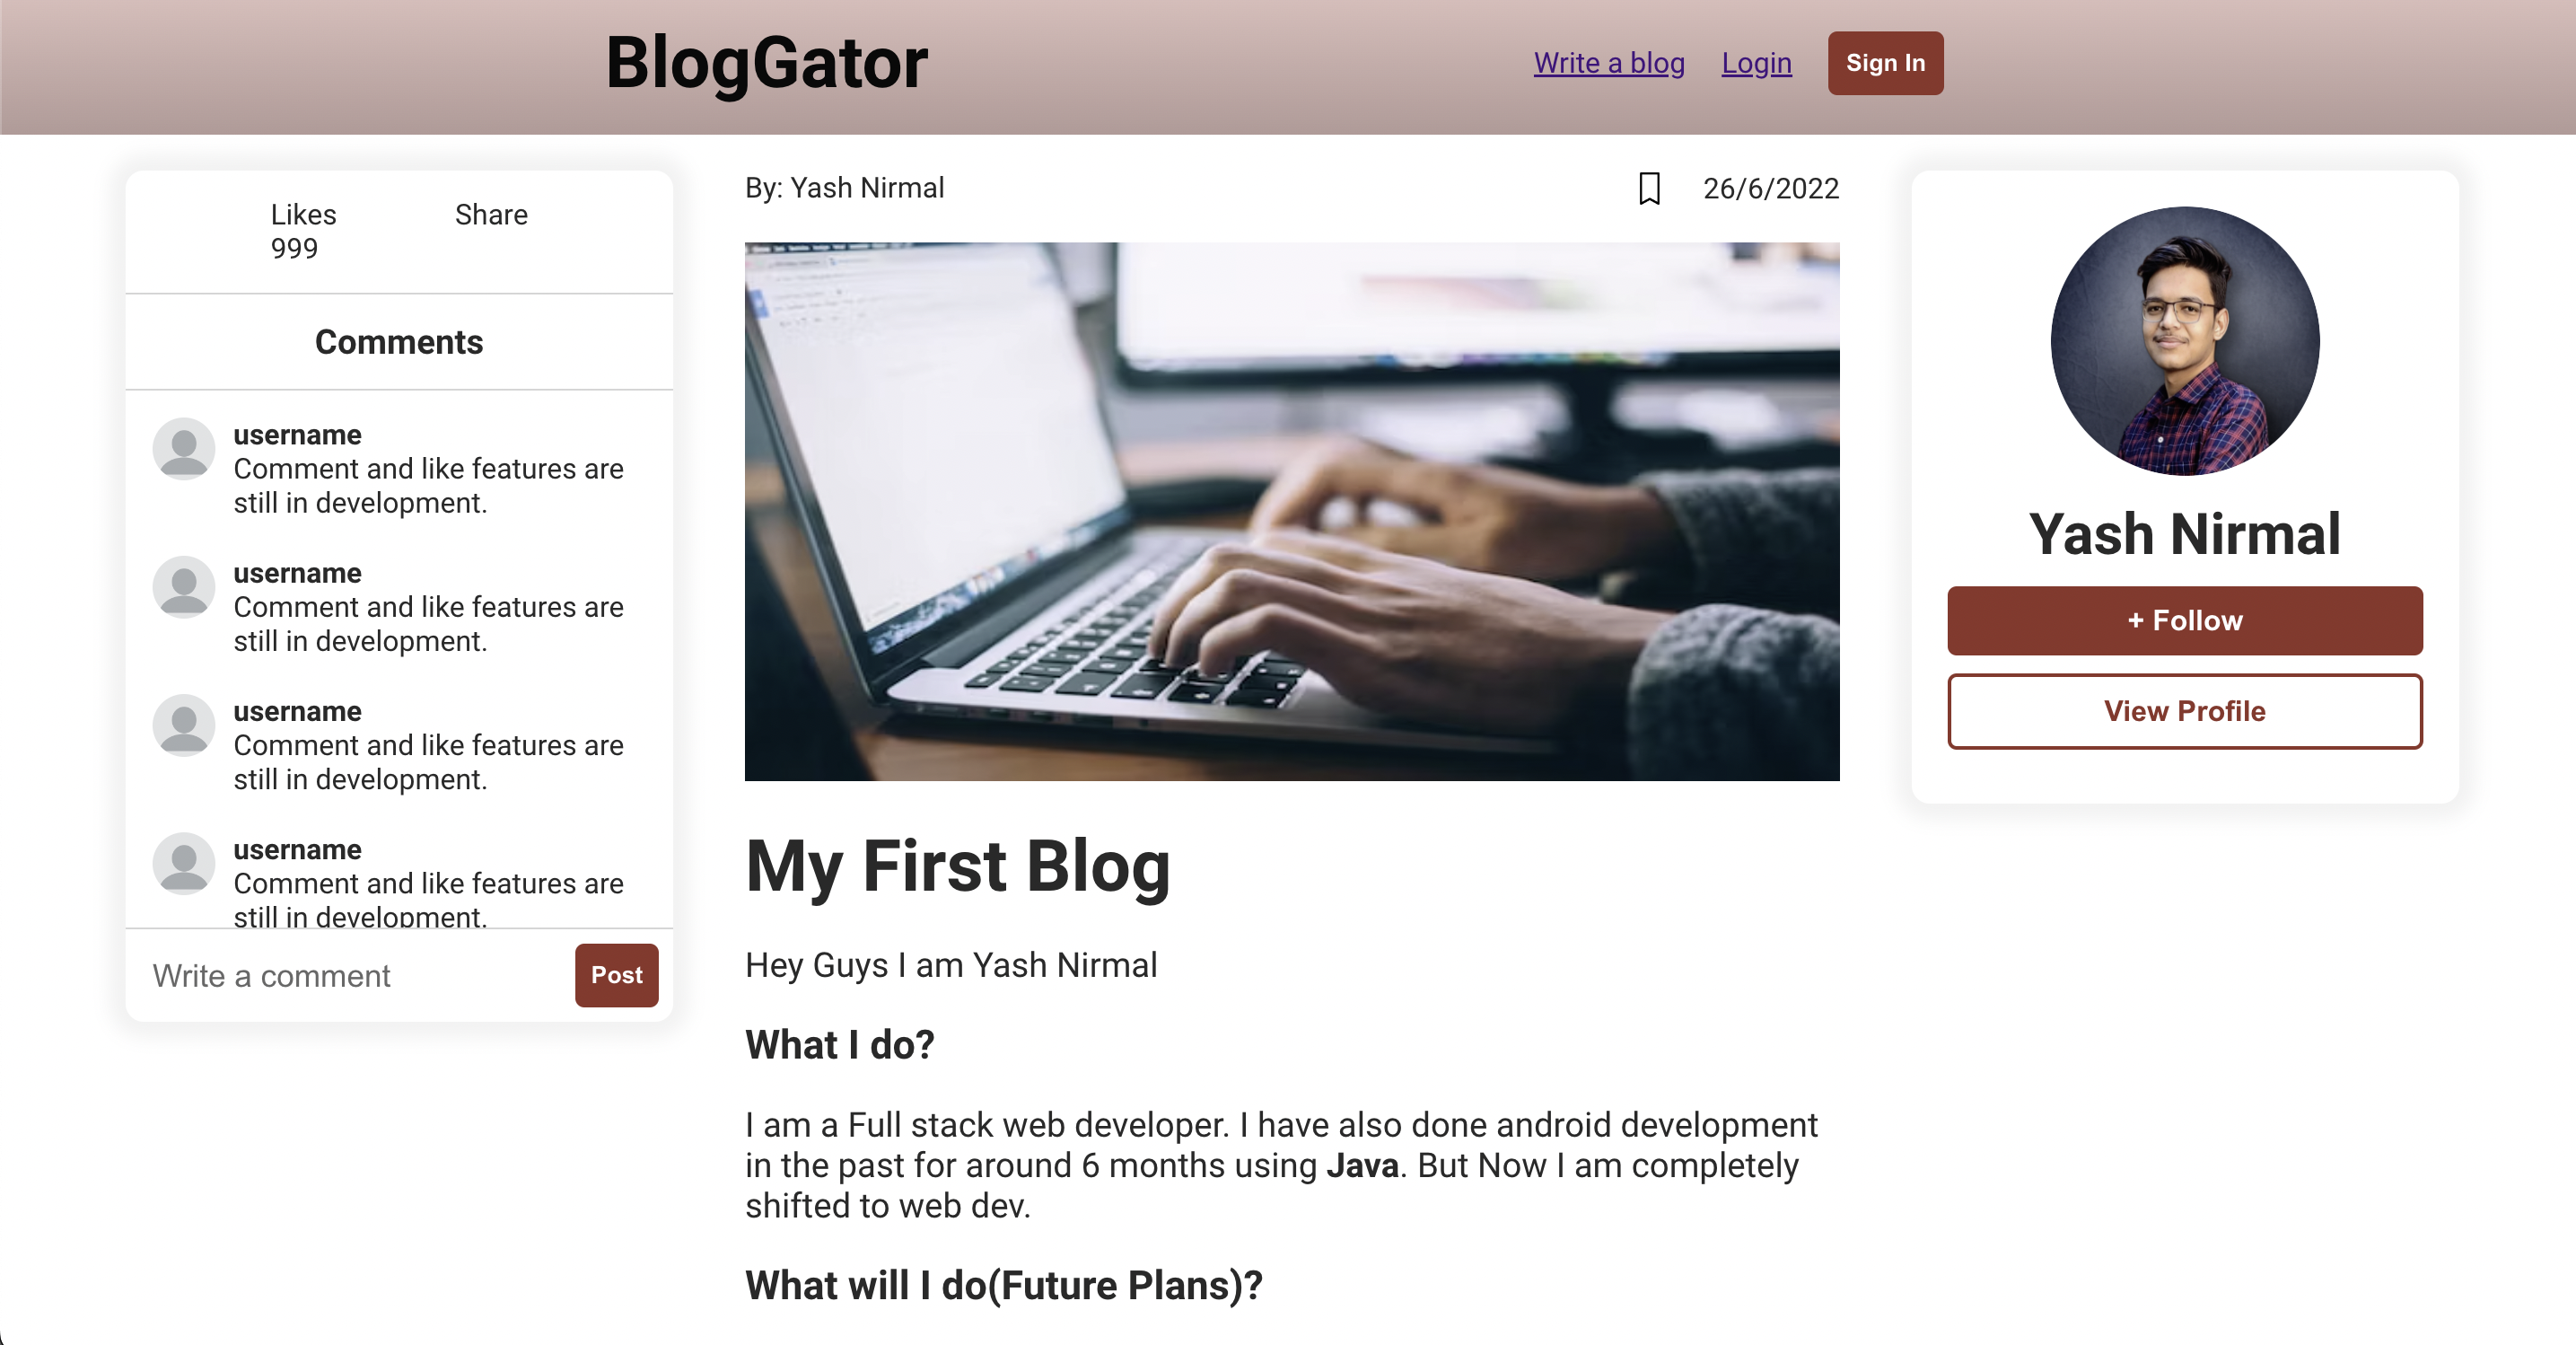 BlogGator
Write a blog
Login
Sign In
Likes
999
Share
Comments
username
Comment and like features are
still in development.
username
Comment and like features are
still in development.
username
Comment and like features are
still in development.
username
Comment and like features are
still in development.
Write a comment
Post
By: Yash Nirmal
26/6/2022
My First Blog
Hey Guys I am Yash Nirmal
What I do?
I am a Full stack web developer. I have also done android development
in the past for around 6 months using Java. But Now I am completely
shifted to web dev.
What will I do(Future Plans)?
Yash Nirmal
+ Follow
View Profile